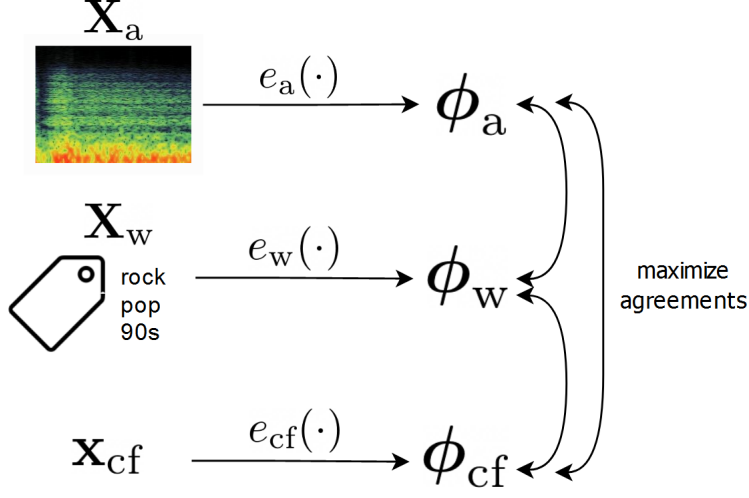 X_a
e_a(·)
ϕ_a
X_w
e_w(·)
rock
pop
90s
ϕ_w
maximize
agreements
x_cf
e_cf(·)
ϕ_cf